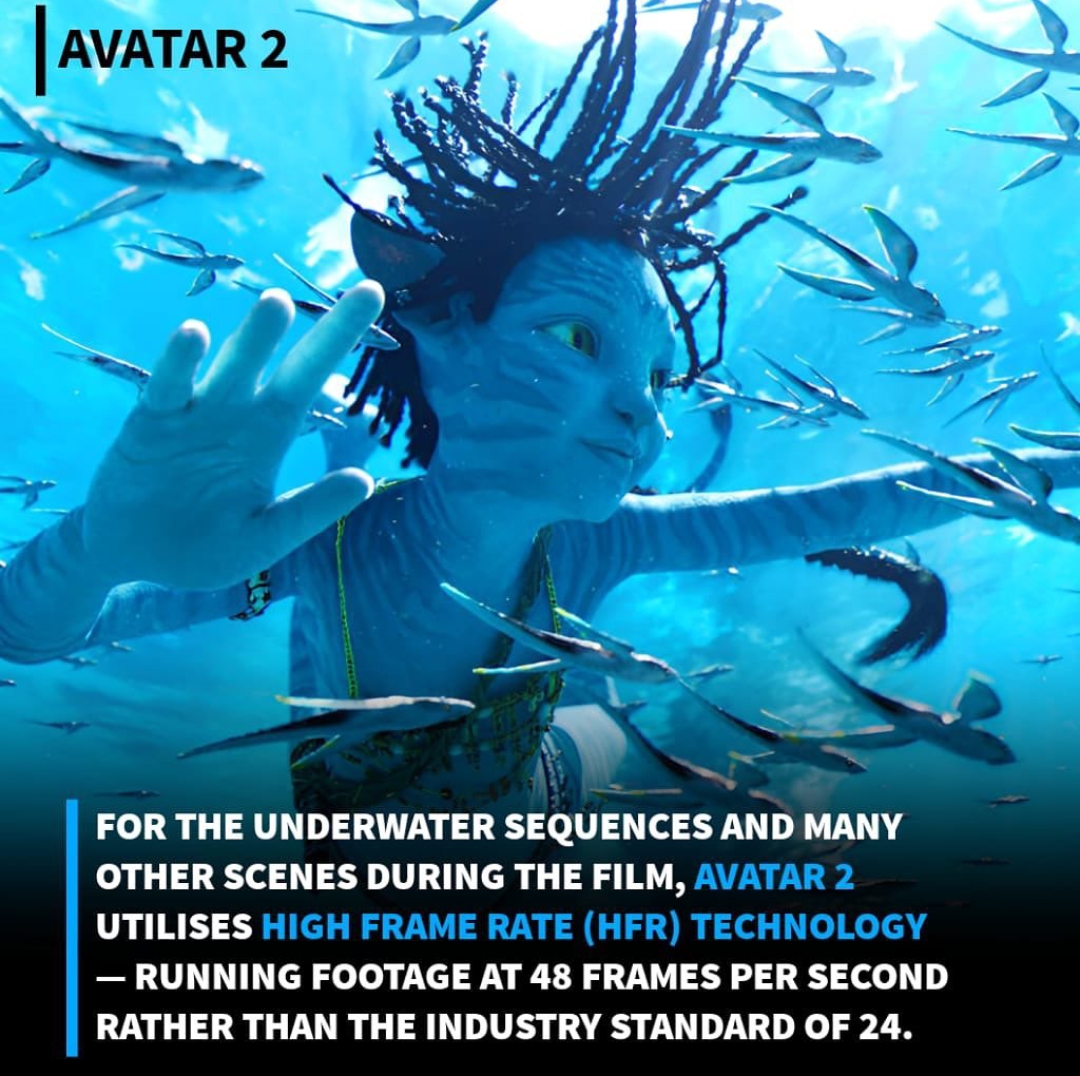 AVATAR 2
FOR THE UNDERWATER SEQUENCES AND MANY
OTHER SCENES DURING THE FILM, AVATAR 2
UTILISES HIGH FRAME RATE (HFR) TECHNOLOGY
— RUNNING FOOTAGE AT 48 FRAMES PER SECOND
RATHER THAN THE INDUSTRY STANDARD OF 24.